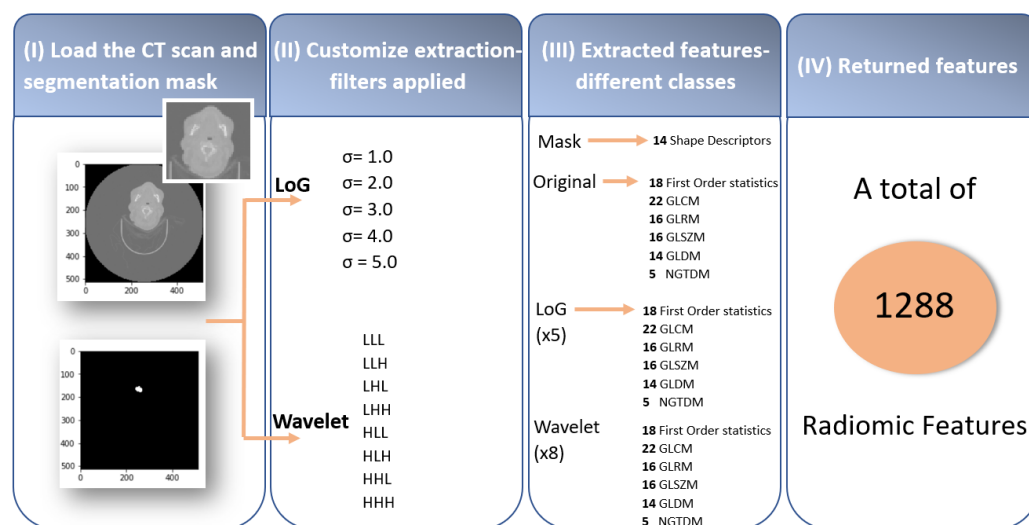 (I) Load the CT scan and
segmentation mask
0
100
200
300
400
500
0
200
400
0
100
200
300
400
500
0
200
400
(II) Customize extraction-
filters applied
LoG
σ= 1.0
σ= 2.0
σ= 3.0
σ= 4.0
σ = 5.0
Wavelet
LLL
LLH
LHL
LHH
HLL
HLH
HHL
HHH
(III) Extracted features-
different classes
Mask
14 Shape Descriptors
Original
18 First Order statistics
22 GLCM
16 GLRM
16 GLSZM
14 GLDM
5 NGTDM
LoG
(x5)
18 First Order statistics
22 GLCM
16 GLRM
16 GLSZM
14 GLDM
5 NGTDM
Wavelet
(x8)
18 First Order statistics
22 GLCM
16 GLRM
16 GLSZM
14 GLDM
5 NGTDM
(IV) Returned features
A total of
1288
Radiomic Features